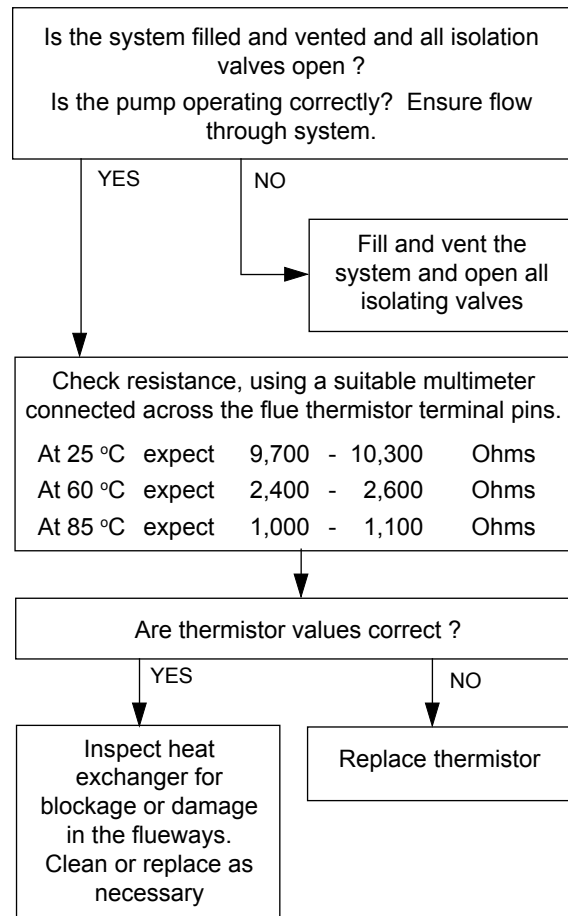 Is the system filled and vented and all isolation
valves open ?
Is the pump operating correctly? Ensure flow
through system.
YES
NO
Fill and vent the
system and open all
isolating valves
Check resistance, using a suitable multimeter
connected across the flue thermistor terminal pins.
At 25 ºC expect 9,700 - 10,300 Ohms
At 60 ºC expect 2,400 - 2,600 Ohms
At 85 ºC expect 1,000 - 1,100 Ohms
Are thermistor values correct ?
YES
NO
Inspect heat
exchanger for
blockage or damage
in the flueways.
Clean or replace as
necessary
Replace thermistor